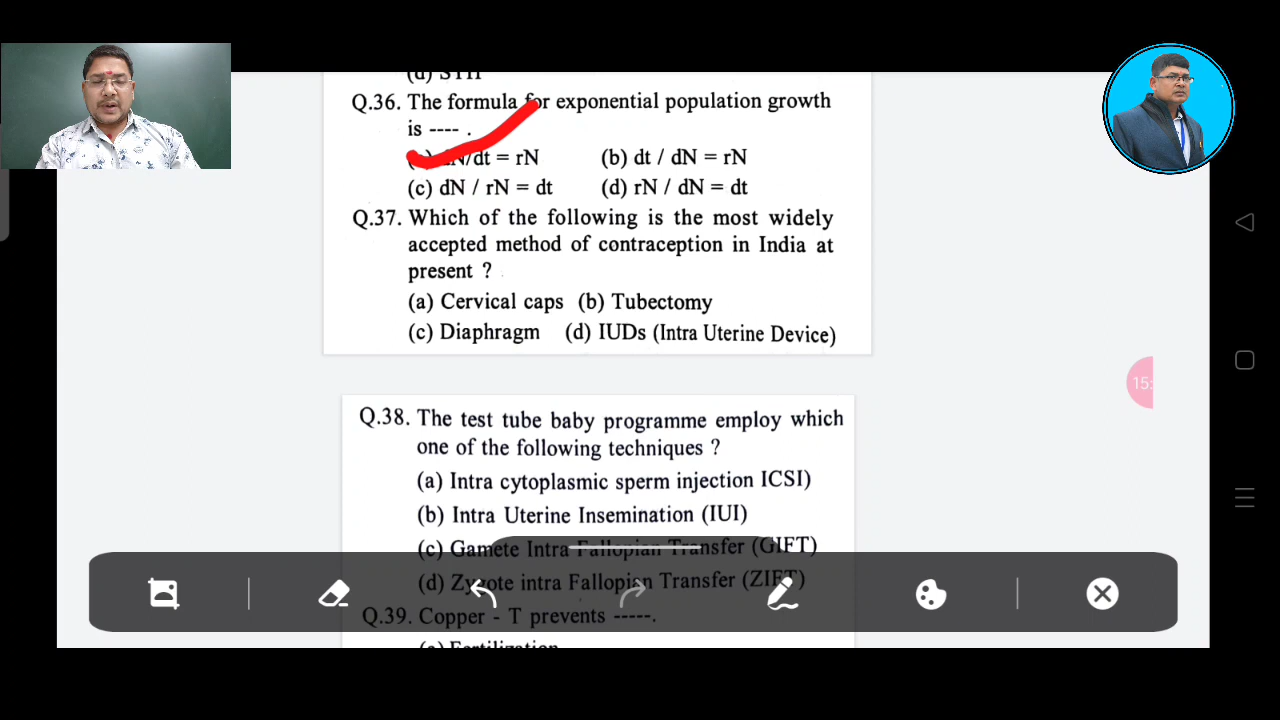 (d) STH
Q.36. The formula for exponential population growth
is ---- .
(a) dN/dt = rN (b) dt / dN = rN
(c) dN / rN = dt (d) rN / dN = dt
Q.37. Which of the following is the most widely
accepted method of contraception in India at
present ?
(a) Cervical caps (b) Tubectomy
(c) Diaphragm (d) IUDs (Intra Uterine Device)
15:
Q.38. The test tube baby programme employ which
one of the following techniques ?
(a) Intra cytoplasmic sperm injection ICSI)
(b) Intra Uterine Insemination (IUI)
(c) Gamete Intra Fallopian Transfer (GIFT)
(d) Zygote intra Fallopian Transfer (ZIFT)
Q.39. Copper - T prevents -----.
(a) Fertilization